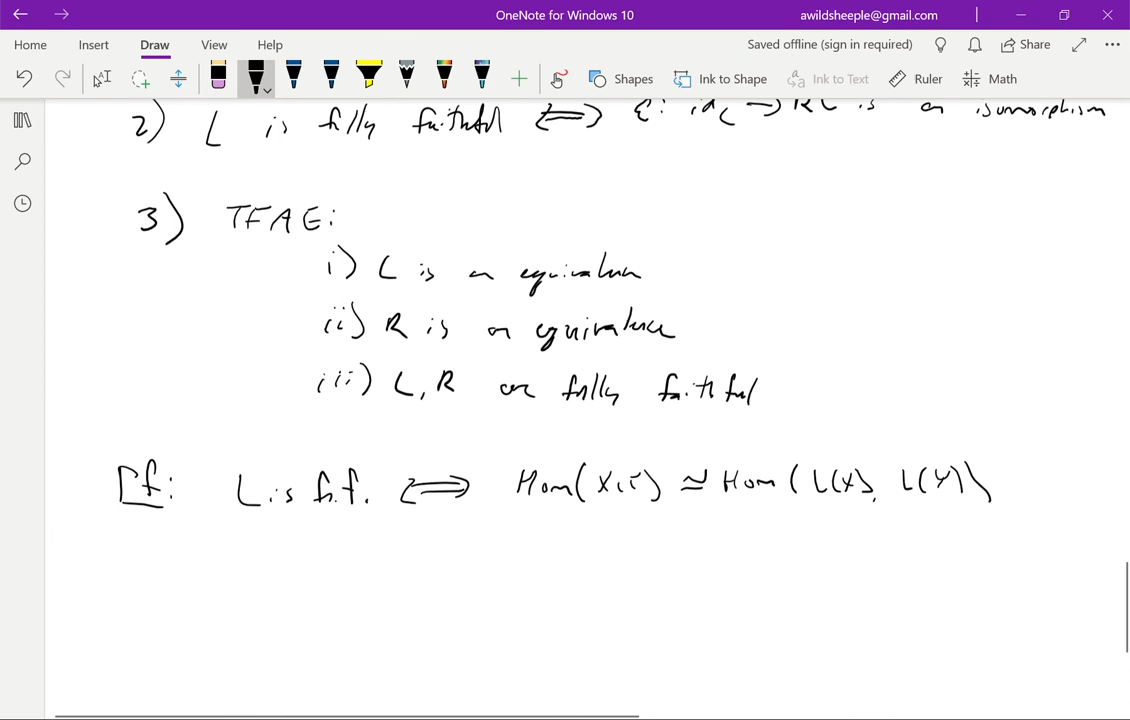 OneNote for Windows 10
awildsheeple@gmail.com
Home Insert Draw View Help
Saved offline (sign in required)
Share
Shapes
Ink to Shape
Ink to Text
Ruler
Math
2) L is fully faithful ⟺ ε: id_C → RL is an isomorphism
3) TFAE:
i) L is an equivalence
ii) R is an equivalence
iii) L, R are fully faithful
Pf: L is f.f. ⟺ Hom(X,Y) ≈ Hom(L(X), L(Y))